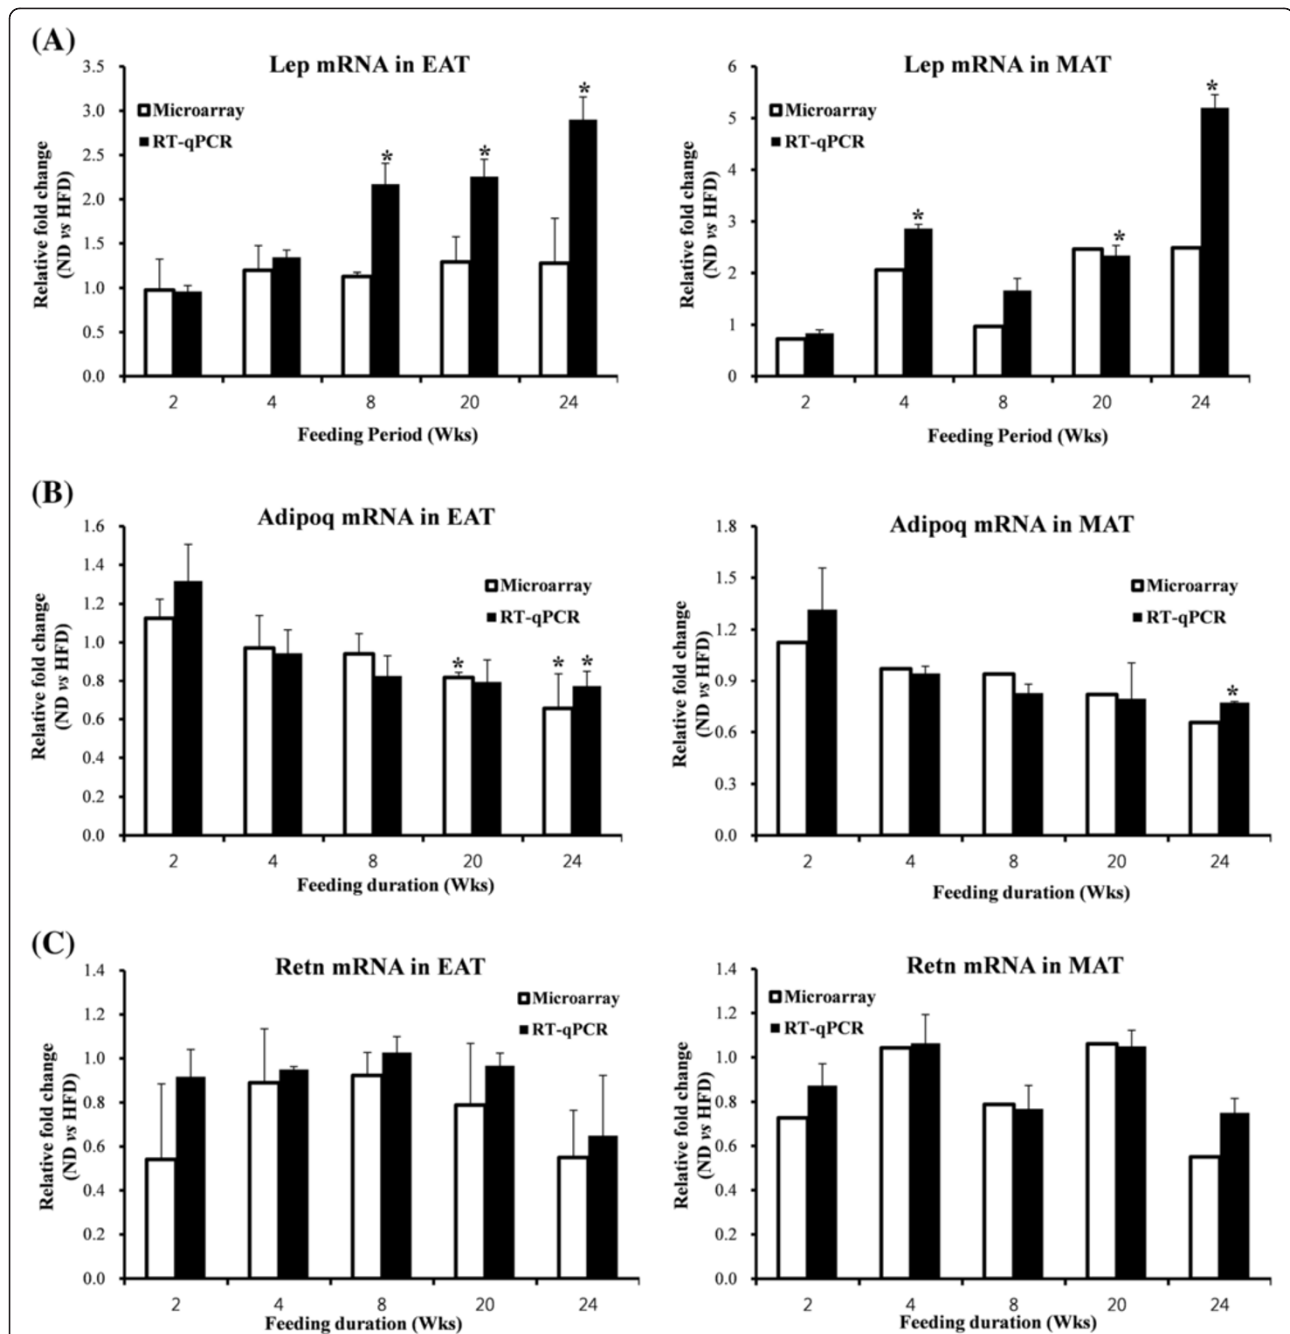 (A)
Lep mRNA in EAT
Relative fold change
(ND vs HFD)
3.5
3.0
2.5
2.0
1.5
1.0
0.5
0.0
Microarray
RT-qPCR
*
*
*
2 4 8 20 24
Feeding Period (Wks)
Lep mRNA in MAT
Relative fold change
(ND vs HFD)
6
5
4
3
2
1
0
Microarray
RT-qPCR
*
*
*
2 4 8 20 24
Feeding Period (Wks)
(B)
Adipoq mRNA in EAT
Relative fold change
(ND vs HFD)
1.6
1.4
1.2
1.0
0.8
0.6
0.4
0.2
0.0
Microarray
RT-qPCR
* * *
2 4 8 20 24
Feeding duration (Wks)
Adipoq mRNA in MAT
Relative fold change
(ND vs HFD)
1.8
1.5
1.2
0.9
0.6
0.3
0.0
Microarray
RT-qPCR
*
2 4 8 20 24
Feeding duration (Wks)
(C)
Retn mRNA in EAT
Relative fold change
(ND vs HFD)
1.4
1.2
1.0
0.8
0.6
0.4
0.2
0.0
Microarray
RT-qPCR
2 4 8 20 24
Feeding duration (Wks)
Retn mRNA in MAT
Relative fold change
(ND vs HFD)
1.4
1.2
1.0
0.8
0.6
0.4
0.2
0.0
Microarray
RT-qPCR
2 4 8 20 24
Feeding duration (Wks)